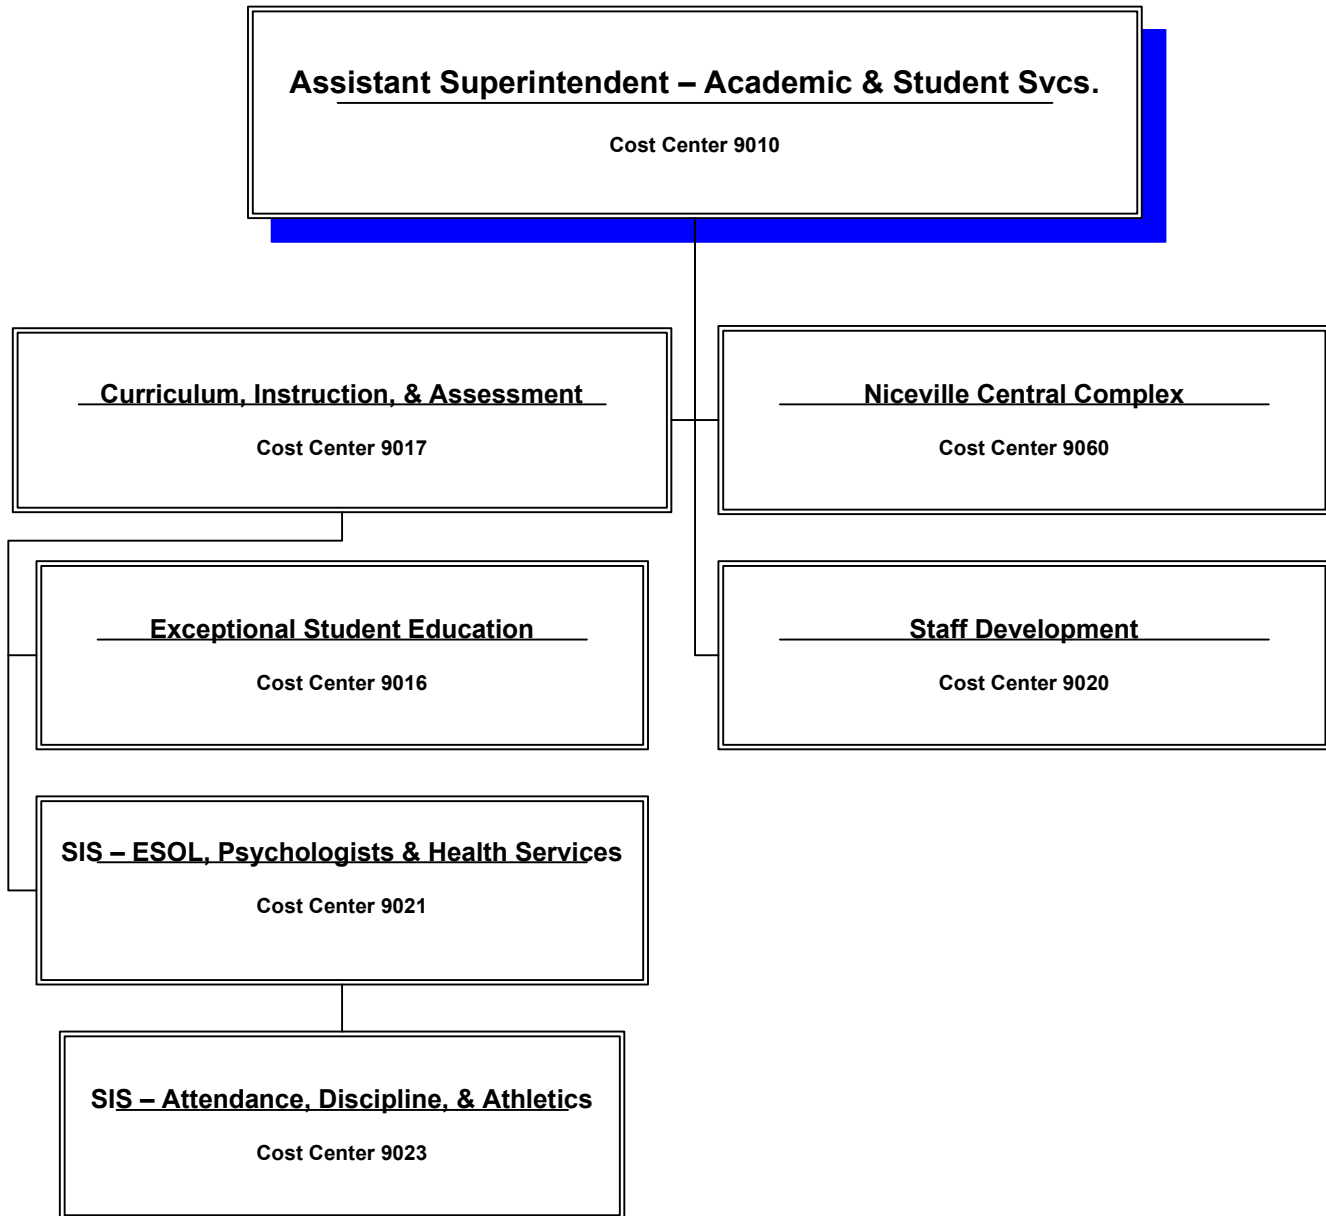 Assistant Superintendent – Academic & Student Svcs.
Cost Center 9010
Curriculum, Instruction, & Assessment
Cost Center 9017
Niceville Central Complex
Cost Center 9060
Exceptional Student Education
Cost Center 9016
Staff Development
Cost Center 9020
SIS – ESOL, Psychologists & Health Services
Cost Center 9021
SIS – Attendance, Discipline, & Athletics
Cost Center 9023